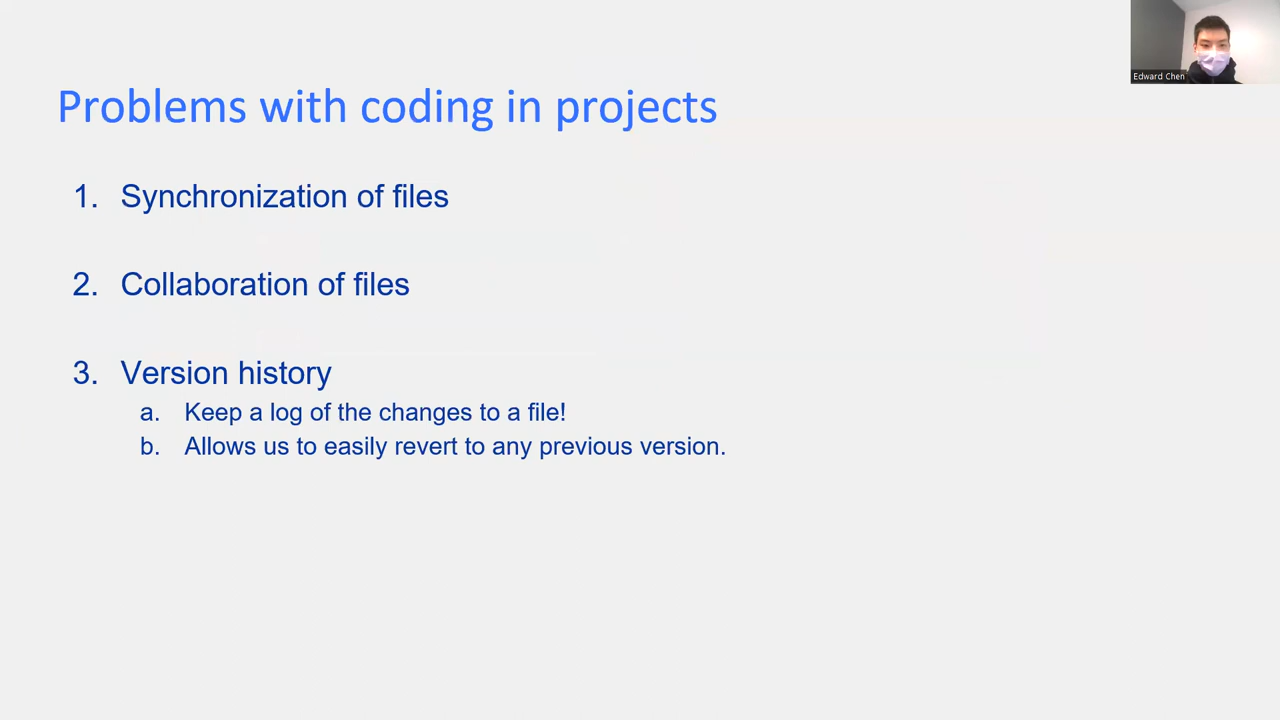 Edward Chen
Problems with coding in projects
1. Synchronization of files
2. Collaboration of files
3. Version history
a. Keep a log of the changes to a file!
b. Allows us to easily revert to any previous version.